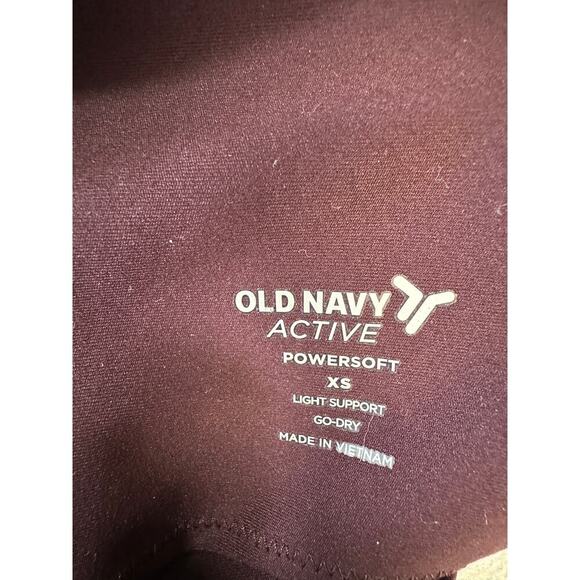 OLD NAVY
ACTIVE
POWERSOFT
XS
LIGHT SUPPORT
GO-DRY
MADE IN VIETNAM